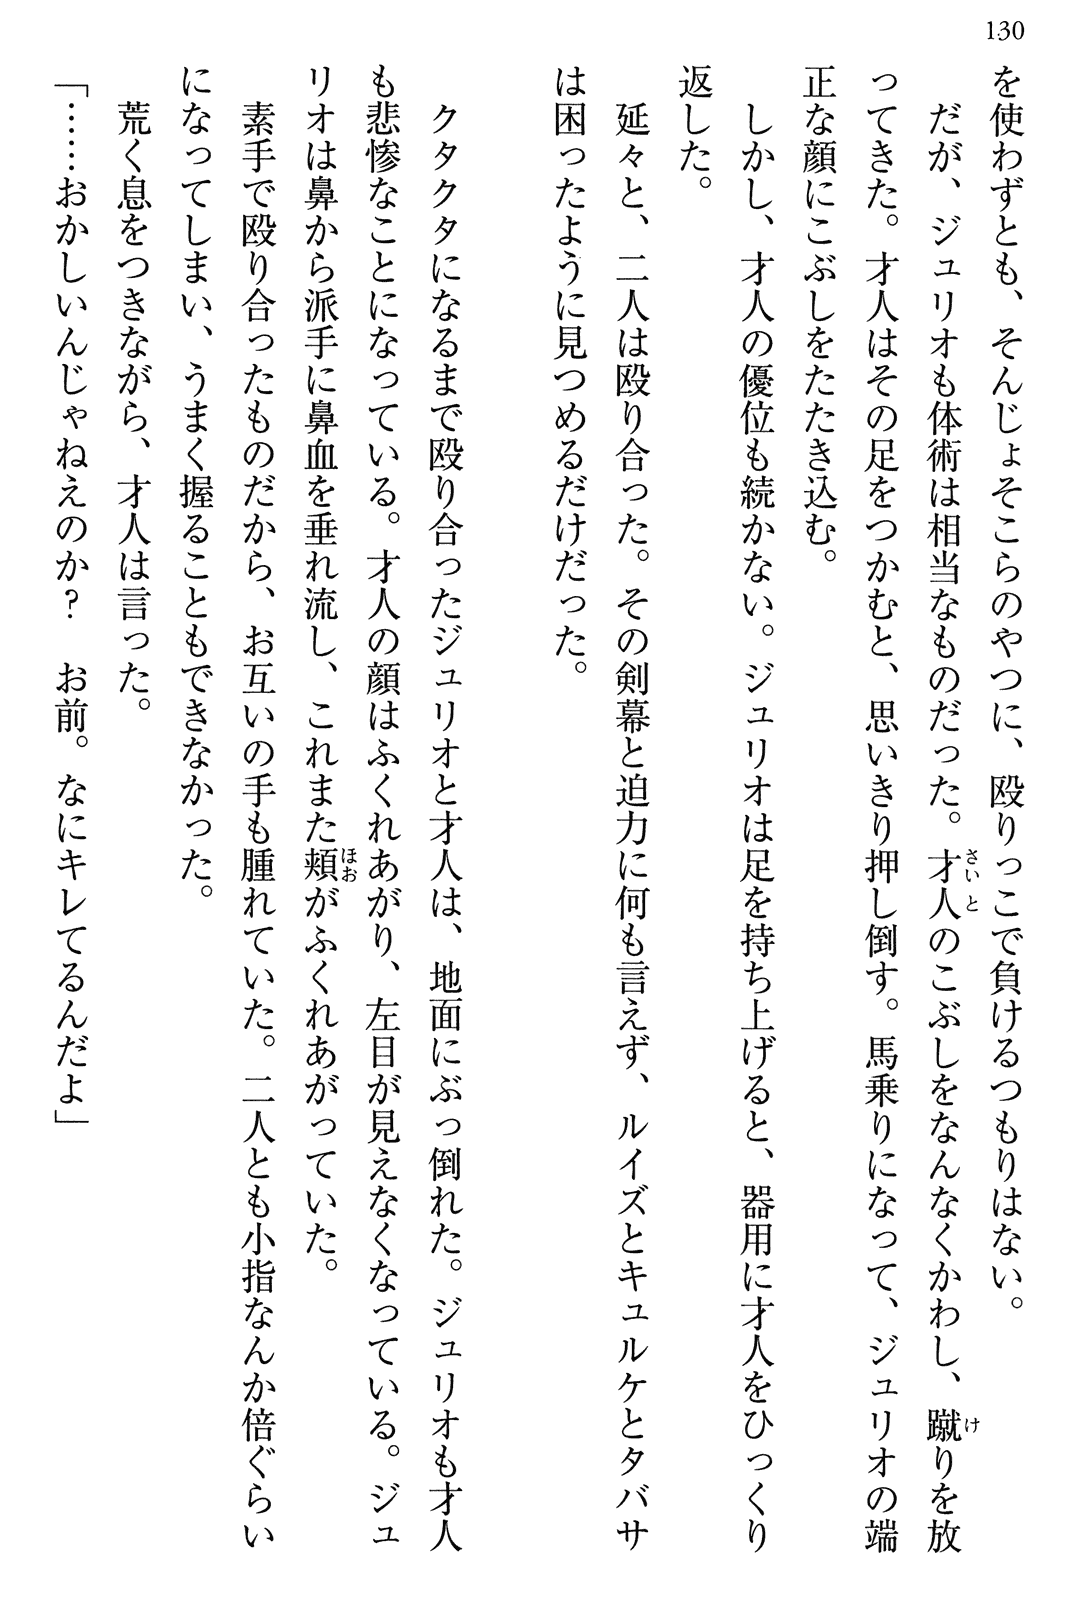 130
を使わずとも、そんじょそこらのやつに、殴りっこで負けるつもりはない。
だが、ジュリオも体術は相当なものだった。才人のこぶしをなんなくかわし、蹴りを放
ってきた。才人はその足をつかむと、思いきり押し倒す。馬乗りになって、ジュリオの端
正な顔にこぶしをたたき込む。
しかし、才人の優位も続かない。ジュリオは足を持ち上げると、器用に才人をひっくり
返した。
延々と、二人は殴り合った。その剣幕と迫力に何も言えず、ルイズとキュルケとタバサ
は困ったように見つめるだけだった。
クタクタになるまで殴り合ったジュリオと才人は、地面にぶっ倒れた。ジュリオも才人
も悲惨なことになっている。才人の顔はふくれあがり、左目が見えなくなっている。ジュ
リオは鼻から派手に鼻血を垂れ流し、これまた頬がふくれあがっていた。
素手で殴り合ったものだから、お互いの手も腫れていた。二人とも小指なんか倍ぐらい
になってしまい、うまく握ることもできなかった。
荒く息をつきながら、才人は言った。
「……おかしいんじゃねえのか？　お前。なにキレてるんだよ」